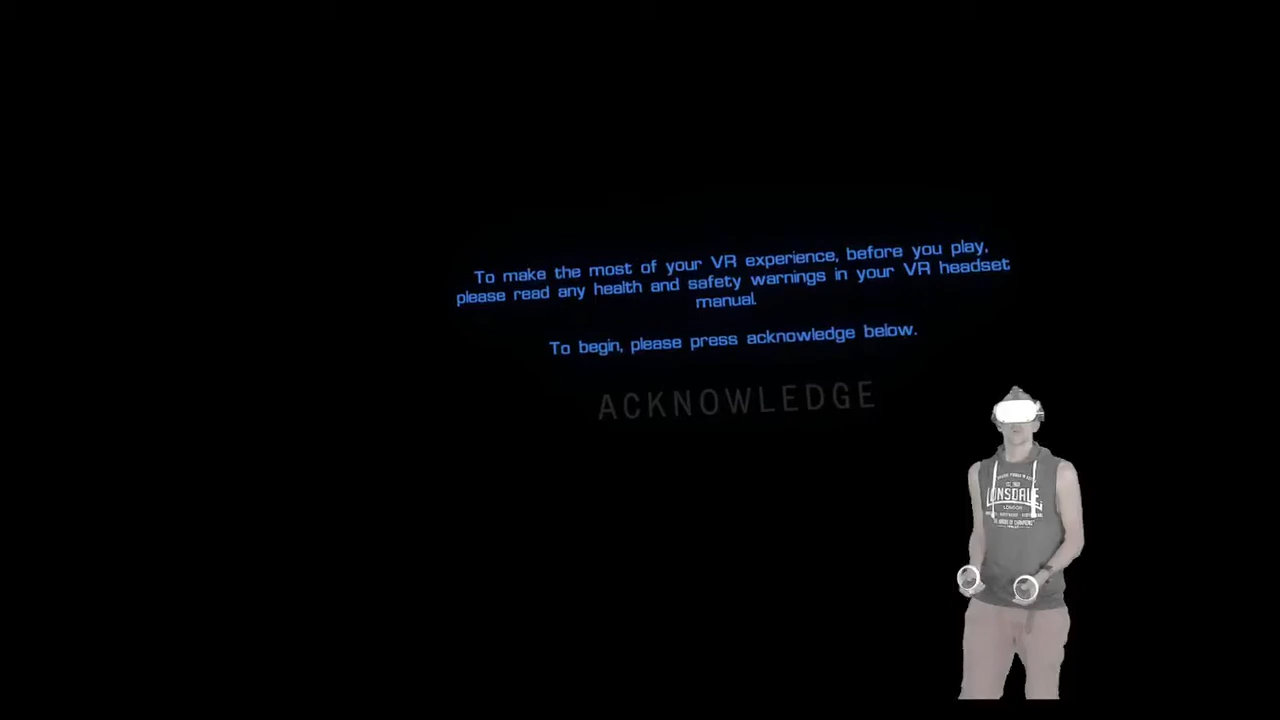 To make the most of your VR experience, before you play,
please read any health and safety warnings in your VR headset
manual.
To begin, please press acknowledge below.
ACKNOWLEDGE
LONSDALE
LONDON